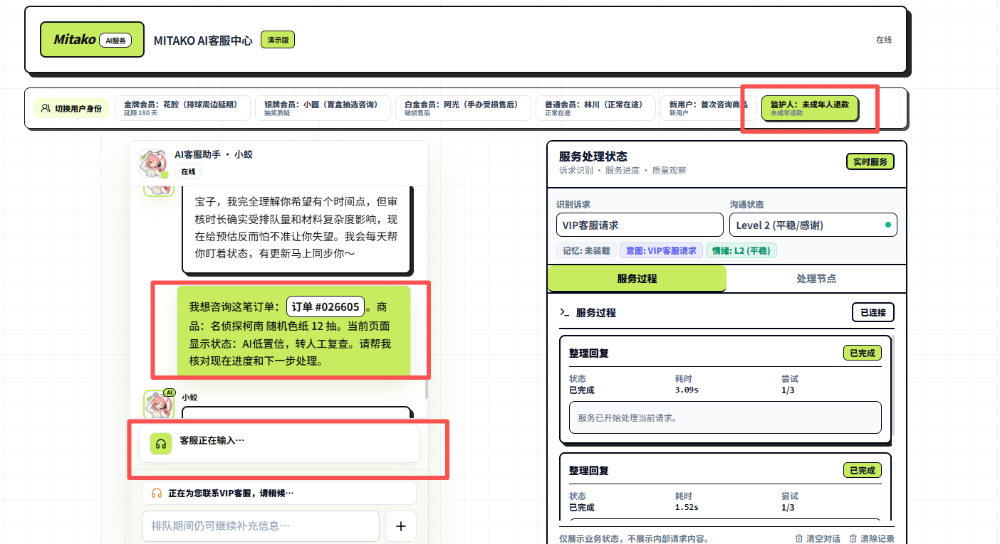 Mitako AI服务 MITAKO AI客服中心 演示版 在线
切换用户身份
金牌会员：花腔（排球周边延期）
延期 180 天
银牌会员：小圆（盲盒抽选咨询）
抽奖质疑
白金会员：阿光（手办受损售后）
破损售后
普通会员：林川（正常在途）
正常在途
新用户：首次咨询商品
新用户
监护人：未成年人退款
未成年退款
AI客服助手 · 小蛟
在线
宝子，我完全理解你希望有个时间点，但审
核时长确实受排队量和材料复杂度影响，现
在给预估反而怕不准让你失望。我会每天帮
你盯着状态，有更新马上同步你～
我想咨询这笔订单： 订单 #026605 。商
品：名侦探柯南 随机色纸 12 抽。当前页面
显示状态：AI低置信，转人工复查。请帮我
核对现在进度和下一步处理。
AI
小蛟
客服正在输入…
正在为您联系VIP客服，请稍候…
排队期间仍可继续补充信息…
服务处理状态
诉求识别 · 服务进度 · 质量观察
实时服务
识别诉求 沟通状态
VIP客服请求 Level 2 (平稳/感谢)
记忆: 未装载 意图: VIP客服请求 情绪: L2 (平稳)
服务过程 处理节点
服务过程 已连接
整理回复 已完成
状态 耗时 尝试
已完成 3.09s 1/3
服务已开始处理当前请求。
整理回复 已完成
状态 耗时 尝试
已完成 1.52s 1/3
仅展示业务状态，不展示内部请求内容。 清空对话 清除记录